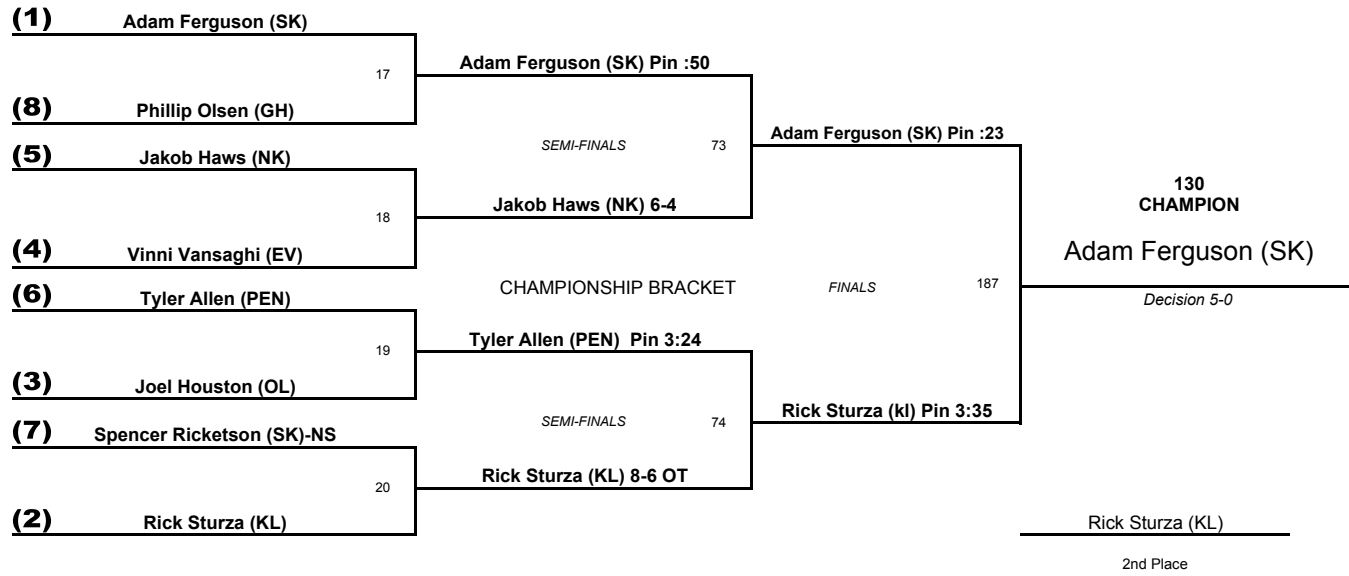 (1) Adam Ferguson (SK)
17
Adam Ferguson (SK) Pin :50
(8) Phillip Olsen (GH)
SEMI-FINALS 73
Adam Ferguson (SK) Pin :23
(5) Jakob Haws (NK)
18
Jakob Haws (NK) 6-4
(4) Vinni Vansaghi (EV)
130
CHAMPION
Adam Ferguson (SK)
Decision 5-0
CHAMPIONSHIP BRACKET
FINALS 187
(6) Tyler Allen (PEN)
19
Tyler Allen (PEN) Pin 3:24
(3) Joel Houston (OL)
SEMI-FINALS 74
Rick Sturza (kl) Pin 3:35
(7) Spencer Ricketson (SK)-NS
20
Rick Sturza (KL) 8-6 OT
(2) Rick Sturza (KL)
Rick Sturza (KL)
2nd Place